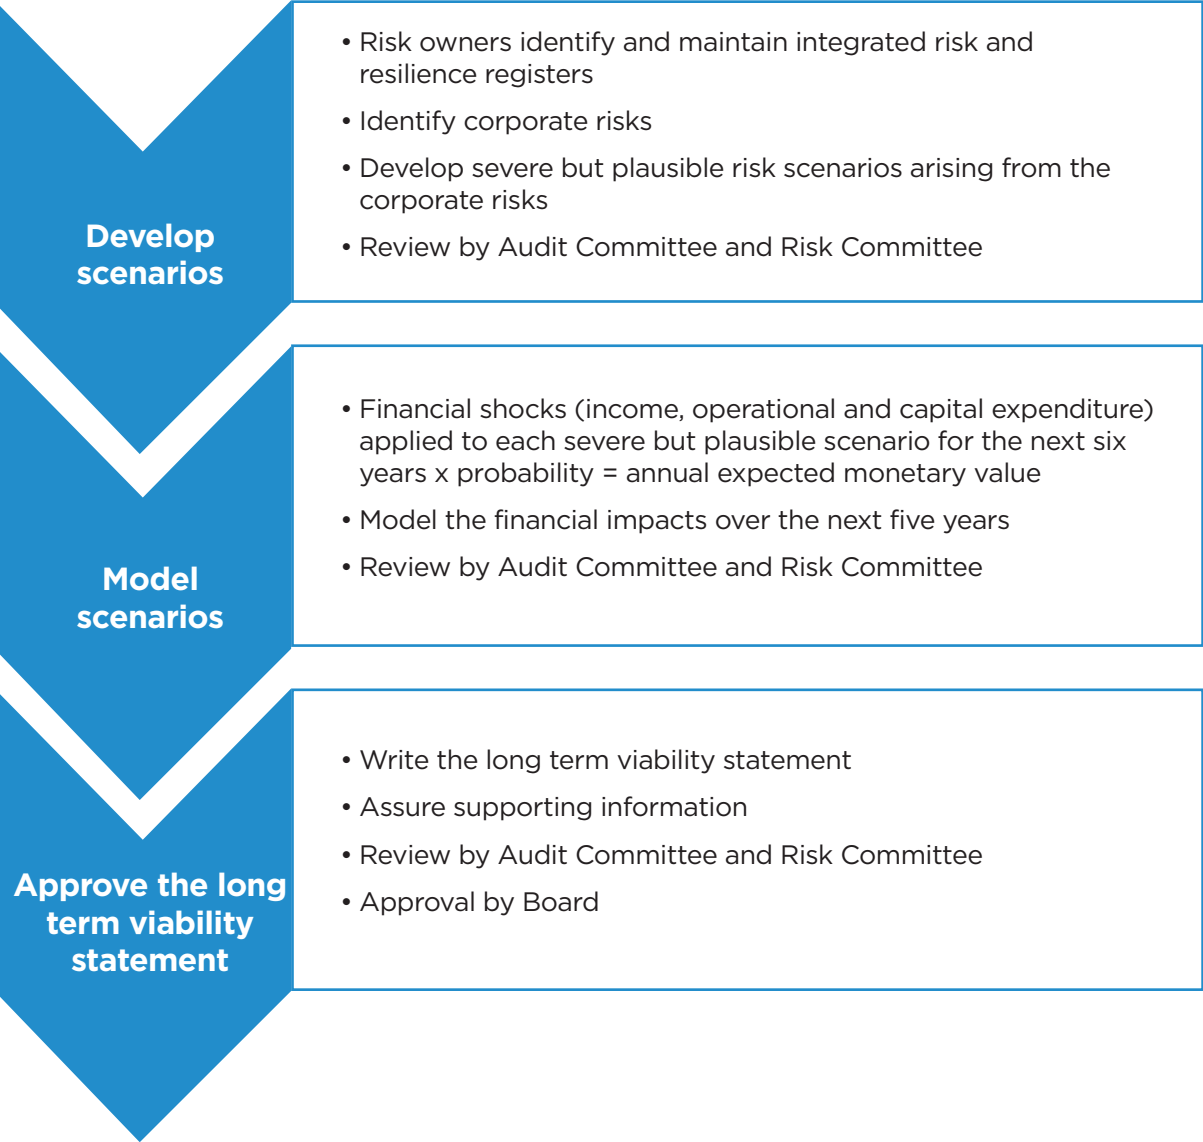 • Risk owners identify and maintain integrated risk and
resilience registers
• Identify corporate risks
• Develop severe but plausible risk scenarios arising from the
corporate risks
• Review by Audit Committee and Risk Committee
Develop
scenarios
• Financial shocks (income, operational and capital expenditure)
applied to each severe but plausible scenario for the next six
years x probability = annual expected monetary value
• Model the financial impacts over the next five years
• Review by Audit Committee and Risk Committee
Model
scenarios
• Write the long term viability statement
• Assure supporting information
• Review by Audit Committee and Risk Committee
• Approval by Board
Approve the long
term viability
statement